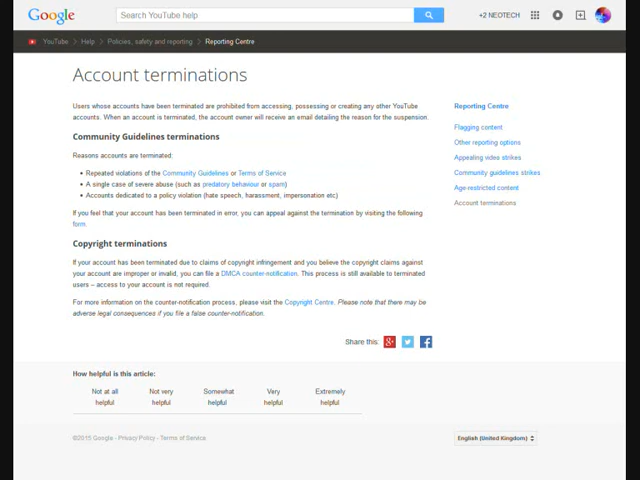 Google
Search YouTube help
+2 NEOTECH
YouTube > Help > Policies, safety and reporting > Reporting Centre
Account terminations
Users whose accounts have been terminated are prohibited from accessing, possessing or creating any other YouTube
accounts. When an account is terminated, the account owner will receive an email detailing the reason for the suspension.
Community Guidelines terminations
Reasons accounts are terminated:
• Repeated violations of the Community Guidelines or Terms of Service
• A single case of severe abuse (such as predatory behaviour or spam)
• Accounts dedicated to a policy violation (hate speech, harassment, impersonation etc)
If you feel that your account has been terminated in error, you can appeal against the termination by visiting the following
form.
Copyright terminations
If your account has been terminated due to claims of copyright infringement and you believe the copyright claims against
your account are improper or invalid, you can file a DMCA counter-notification. This process is still available to terminated
users – access to your account is not required.
For more information on the counter-notification process, please visit the Copyright Centre. Please note that there may be
adverse legal consequences if you file a false counter-notification.
Share this:
Reporting Centre
Flagging content
Other reporting options
Appealing video strikes
Community guidelines strikes
Age-restricted content
Account terminations
How helpful is this article:
Not at all helpful
Not very helpful
Somewhat helpful
Very helpful
Extremely helpful
©2015 Google - Privacy Policy - Terms of Service
English (United Kingdom)